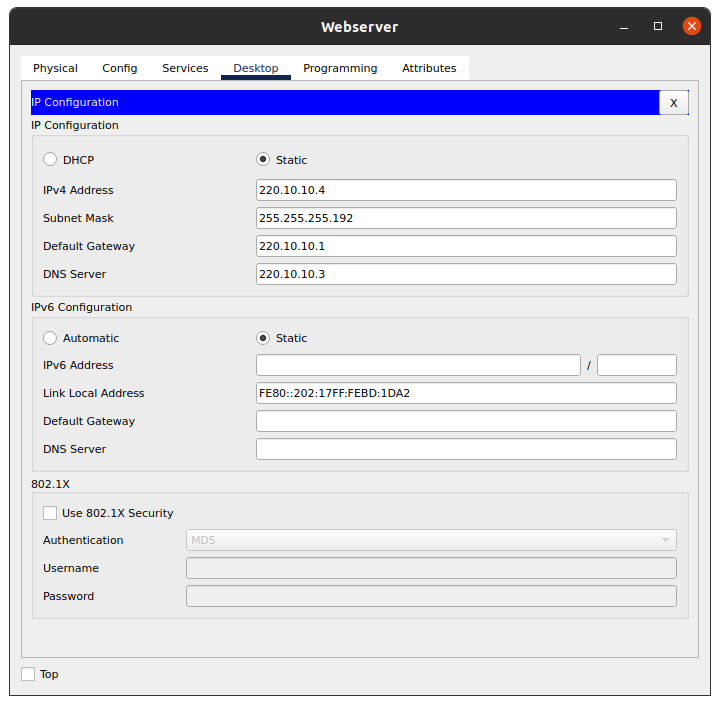 Webserver
Physical Config Services Desktop Programming Attributes
IP Configuration X
IP Configuration
DHCP Static
IPv4 Address 220.10.10.4
Subnet Mask 255.255.255.192
Default Gateway 220.10.10.1
DNS Server 220.10.10.3
IPv6 Configuration
Automatic Static
IPv6 Address /
Link Local Address FE80::202:17FF:FEBD:1DA2
Default Gateway
DNS Server
802.1X
Use 802.1X Security
Authentication MD5
Username
Password
Top